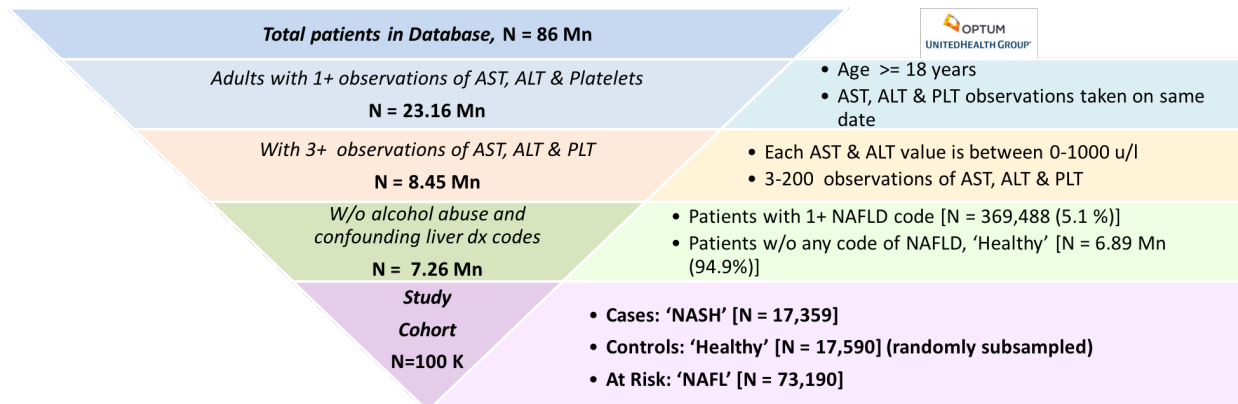 Total patients in Database, N = 86 Mn
OPTUM
UNITEDHEALTH GROUP®
Adults with 1+ observations of AST, ALT & Platelets
N = 23.16 Mn
• Age >= 18 years
• AST, ALT & PLT observations taken on same
date
With 3+ observations of AST, ALT & PLT
N = 8.45 Mn
• Each AST & ALT value is between 0-1000 u/l
• 3-200 observations of AST, ALT & PLT
W/o alcohol abuse and
confounding liver dx codes
N = 7.26 Mn
• Patients with 1+ NAFLD code [N = 369,488 (5.1 %)]
• Patients w/o any code of NAFLD, ‘Healthy’ [N = 6.89 Mn
(94.9%)]
Study
Cohort
N=100 K
• Cases: ‘NASH’ [N = 17,359]
• Controls: ‘Healthy’ [N = 17,590] (randomly subsampled)
• At Risk: ‘NAFL’ [N = 73,190]